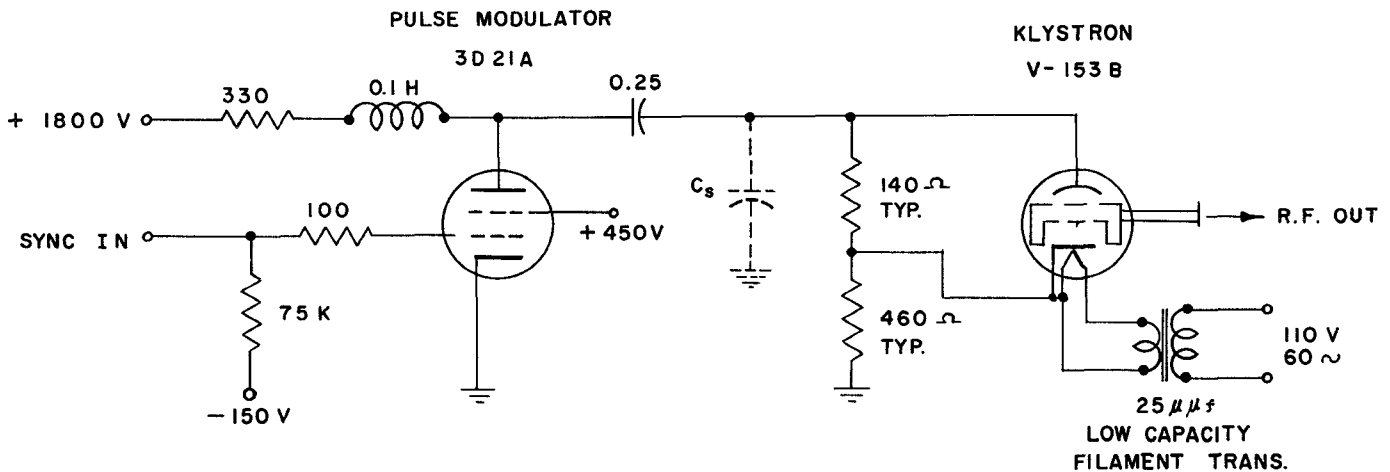 PULSE MODULATOR
3D21A
KLYSTRON
V-153B
+ 1800 V
330
0.1 H
0.25
SYNC IN
100
+450V
75 K
-150V
Cs
140 Ω
TYP.
460 Ω
TYP.
R.F. OUT
110 V
60 ~
25 μμf
LOW CAPACITY
FILAMENT TRANS.